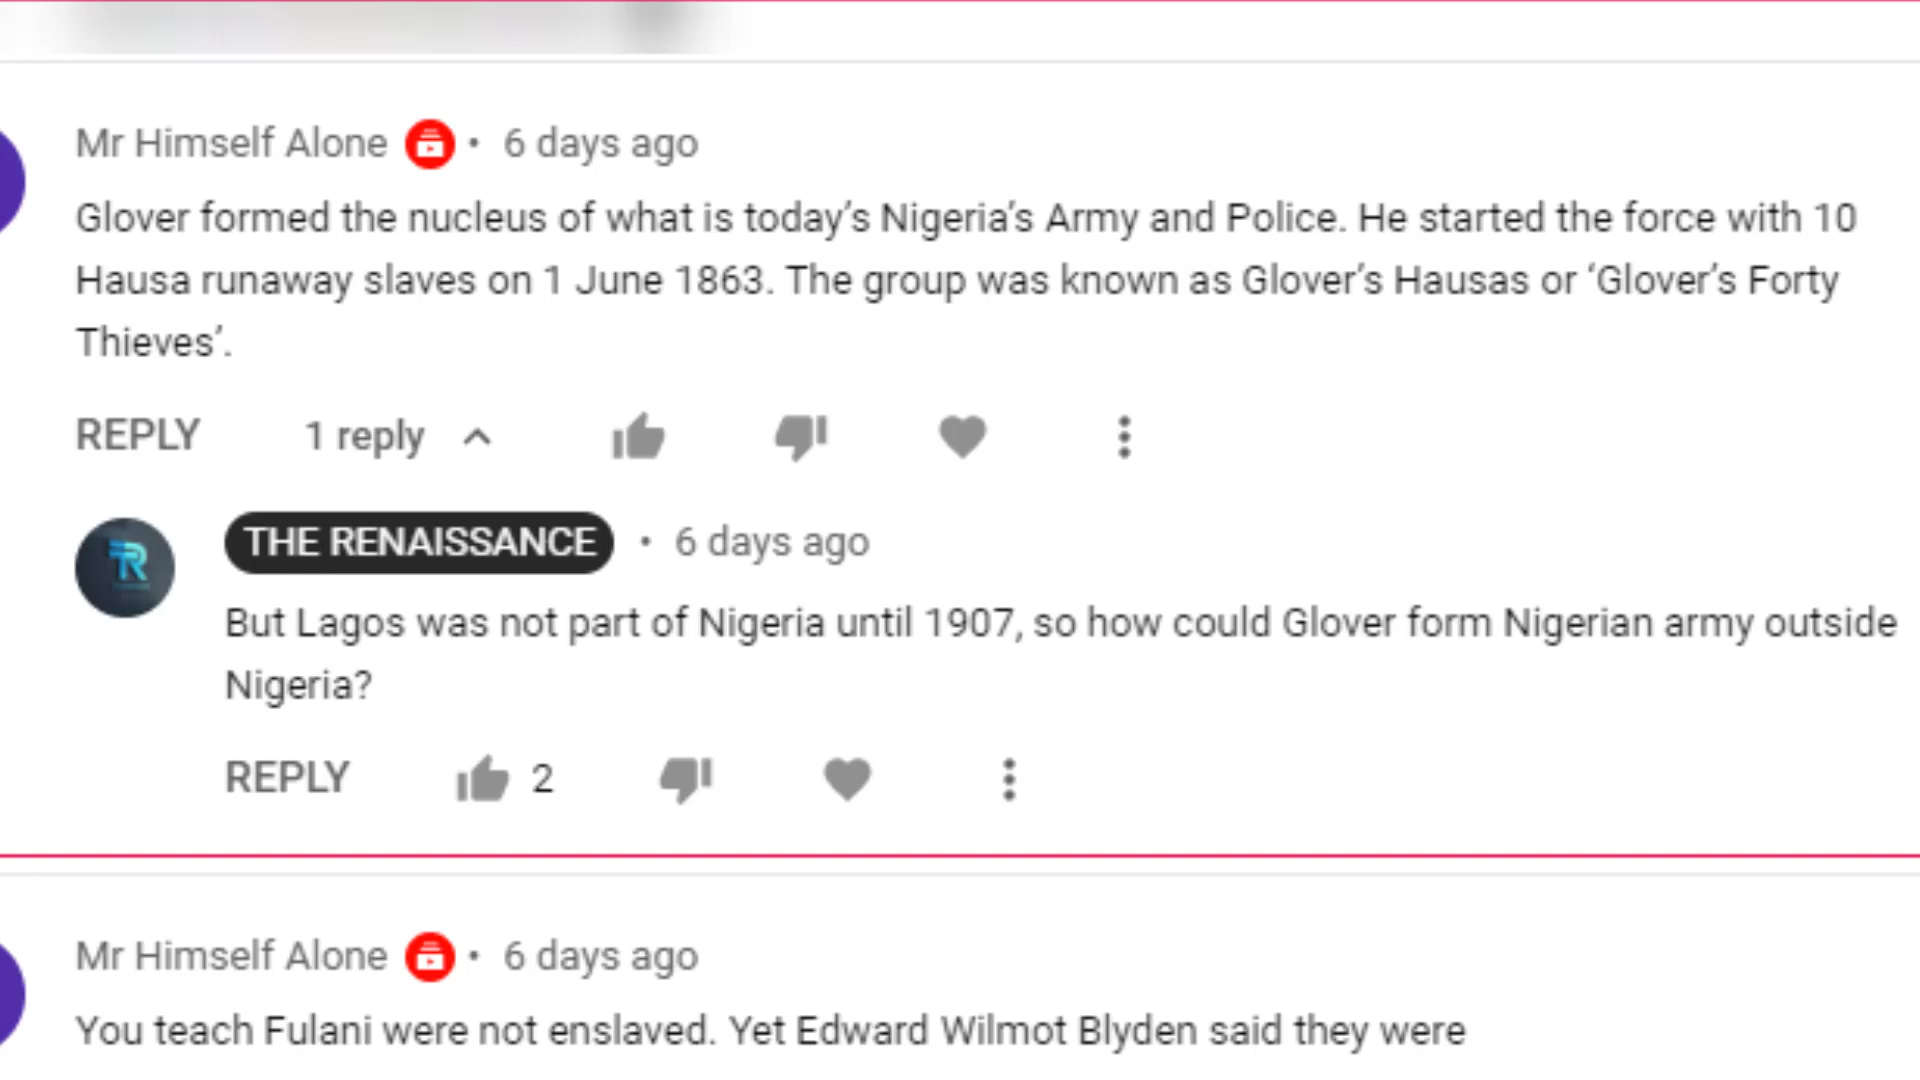 Mr Himself Alone • 6 days ago
Glover formed the nucleus of what is today’s Nigeria’s Army and Police. He started the force with 10
Hausa runaway slaves on 1 June 1863. The group was known as Glover’s Hausas or ‘Glover’s Forty
Thieves’.
REPLY 1 reply
THE RENAISSANCE • 6 days ago
But Lagos was not part of Nigeria until 1907, so how could Glover form Nigerian army outside
Nigeria?
REPLY 2
Mr Himself Alone • 6 days ago
You teach Fulani were not enslaved. Yet Edward Wilmot Blyden said they were